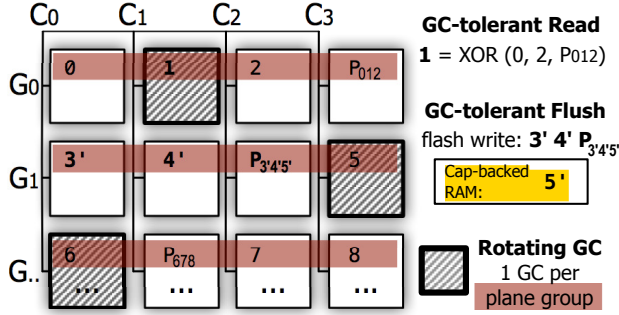 C0 C1 C2 C3
G0 0 1 2 P012
G1 3' 4' P3'4'5' 5
G.. 6 P678 7 8
... ... ... ...
GC-tolerant Read
1 = XOR (0, 2, P012)
GC-tolerant Flush
flash write: 3' 4' P3'4'5'
Cap-backed
RAM: 5'
Rotating GC
1 GC per
plane group